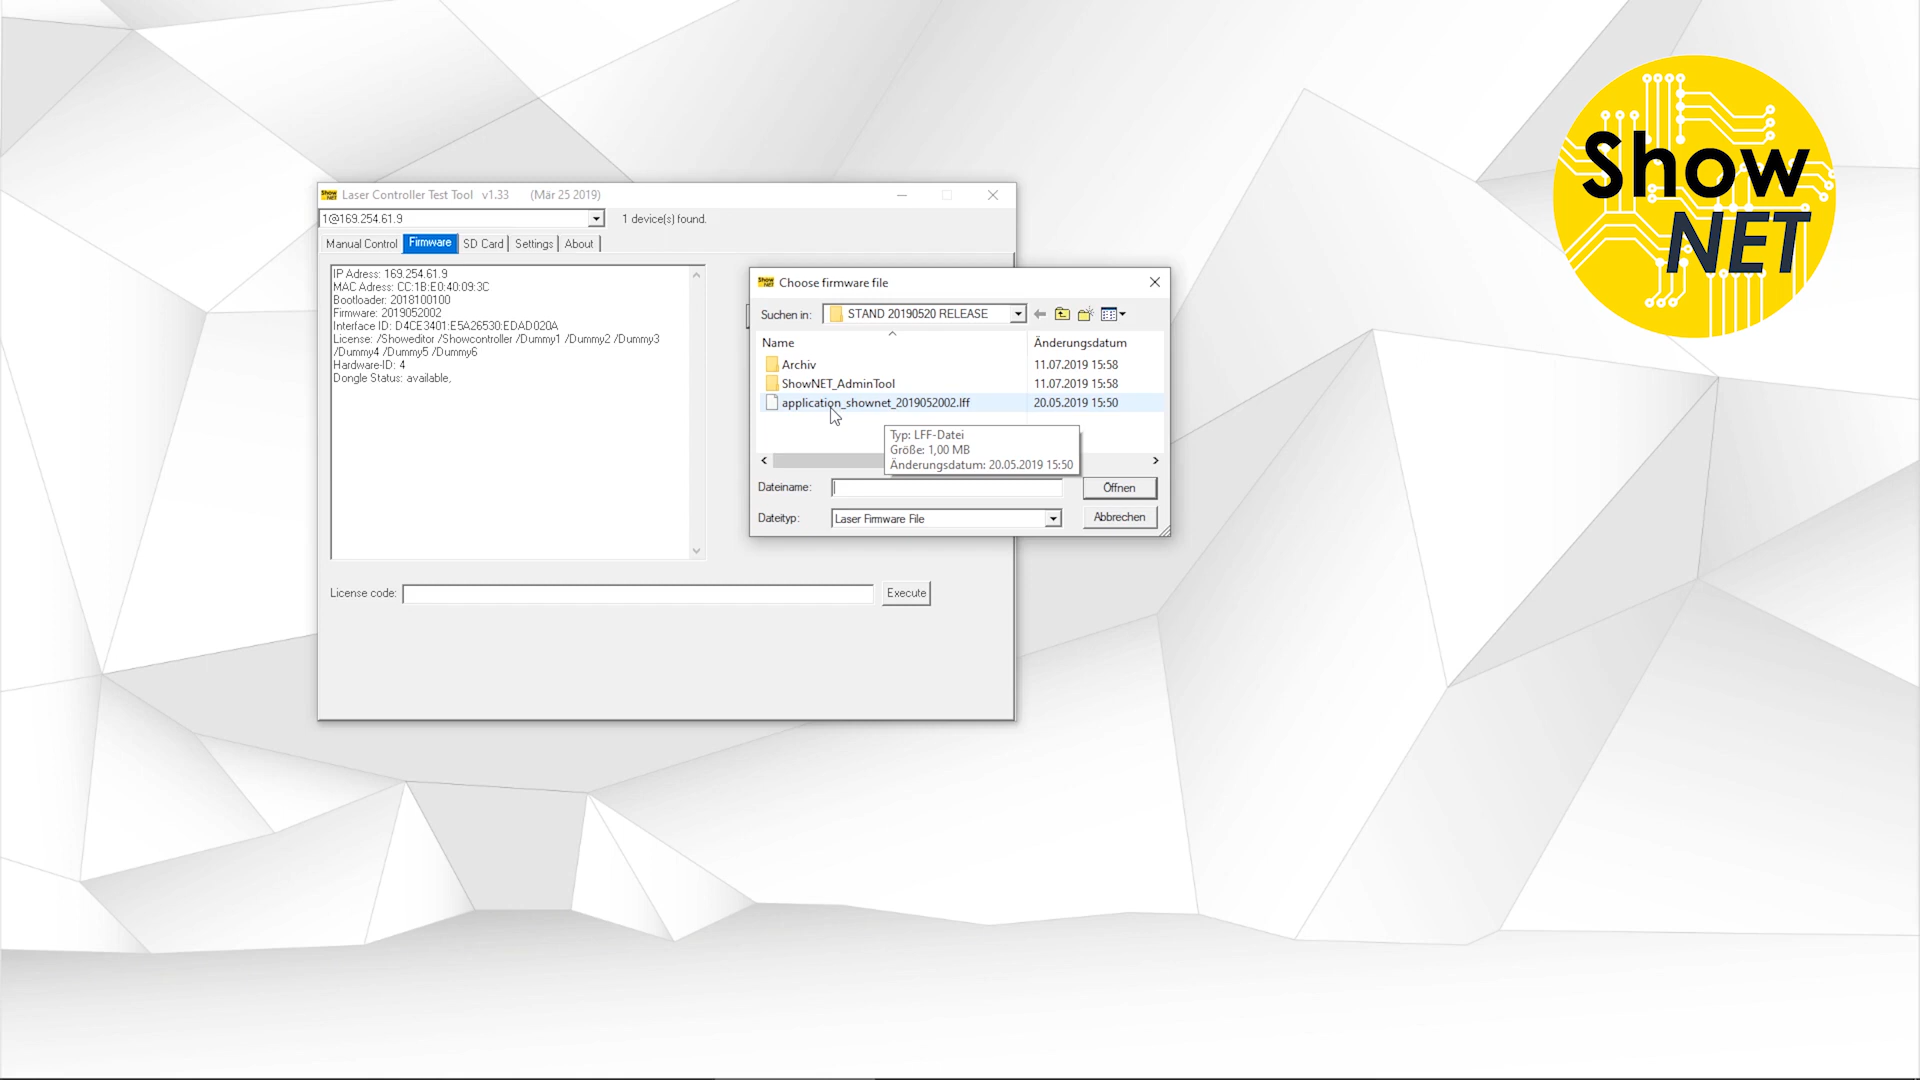 Show
NET
Laser Controller Test Tool v1.33 (Mär 25 2019)
1@169.254.61.9
1 device(s) found.
Manual Control
Firmware
SD Card
Settings
About
IP Adress: 169.254.61.9
MAC Adress: CC:1B:E0:40:09:3C
Bootloader: 2018100100
Firmware: 2019052002
Interface ID: D4CE3401:E5A26530:EDAD020A
License: /Showeditor /Showcontroller /Dummy1 /Dummy2 /Dummy3
/Dummy4 /Dummy5 /Dummy6
Hardware-ID: 4
Dongle Status: available,
License code:
Execute
Choose firmware file
Suchen in:
STAND 20190520 RELEASE
Name
Änderungsdatum
Archiv
11.07.2019 15:58
ShowNET_AdminTool
11.07.2019 15:58
application_shownet_2019052002.lff
20.05.2019 15:50
Typ: LFF-Datei
Größe: 1,00 MB
Änderungsdatum: 20.05.2019 15:50
Dateiname:
Öffnen
Dateityp:
Laser Firmware File
Abbrechen